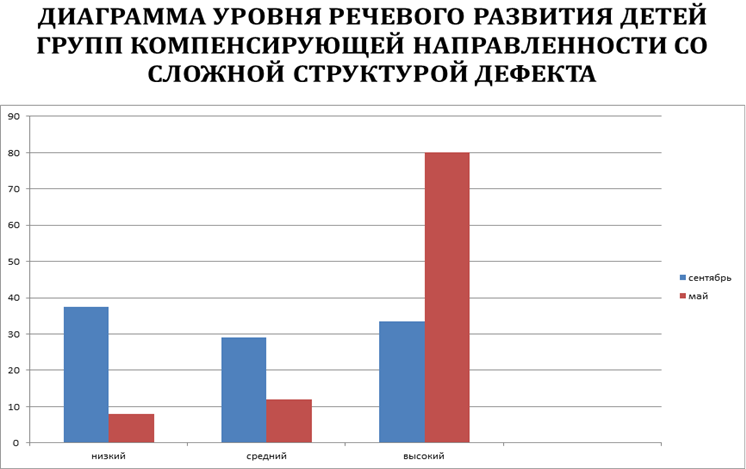 ДИАГРАММА УРОВНЯ РЕЧЕВОГО РАЗВИТИЯ ДЕТЕЙ
ГРУПП КОМПЕНСИРУЮЩЕЙ НАПРАВЛЕННОСТИ СО
СЛОЖНОЙ СТРУКТУРОЙ ДЕФЕКТА
90
80
70
60
50
40
30
20
10
0
низкий
средний
высокий
сентябрь
май